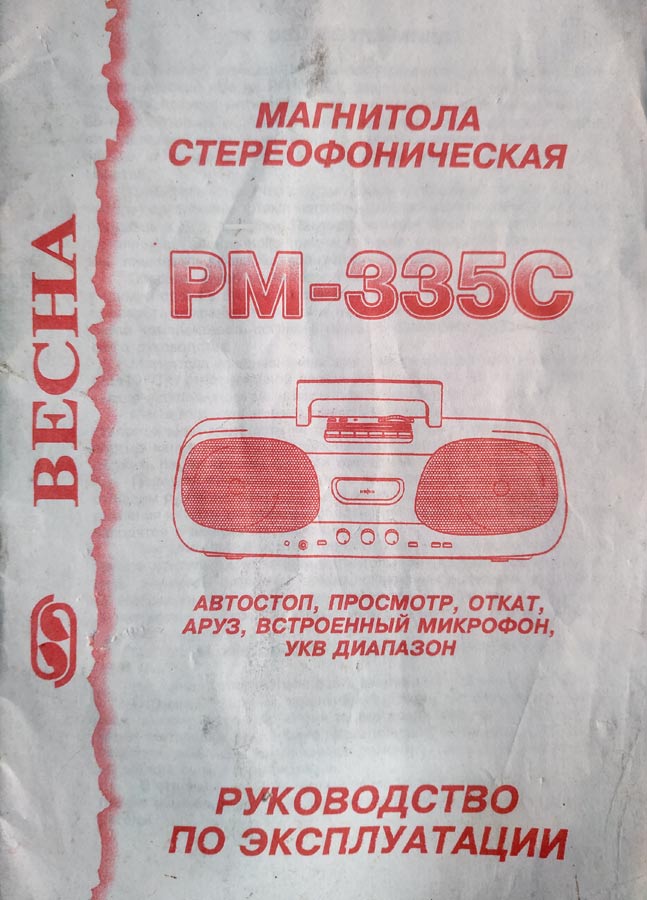 МАГНИТОЛА
СТЕРЕОФОНИЧЕСКАЯ
РМ-335С
ВЕСНА
АВТОСТОП, ПРОСМОТР, ОТКАТ,
АРУЗ, ВСТРОЕННЫЙ МИКРОФОН,
УКВ ДИАПАЗОН
РУКОВОДСТВО
ПО ЭКСПЛУАТАЦИИ